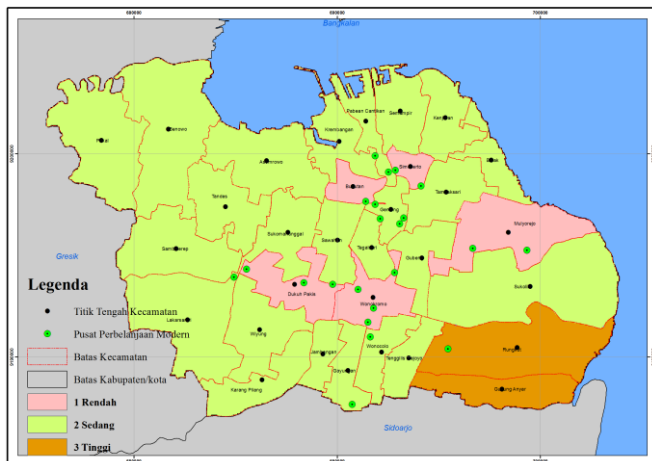 Bangkalan
Pabean Cantikan
Semampir
Kenjeran
Krembangan
Benowo
Pakal
Asemrowo
Simokerto
Bulak
Bubutan
Tambaksari
Tandes
Genteng
Mulyorejo
Sukomanunggal
Sawahan
Tegalsari
Sambikerep
Gubeng
Gresik
Legenda
Dukuh Pakis
Sukolilo
Wonokromo
Titik Tengah Kecamatan
Lakarsantri
Wiyung
Pusat Perbelanjaan Modern
Rungkut
Jambangan
Wonocolo
Tenggilis Mejoyo
Batas Kecamatan
Gayungan
Karang Pilang
Gunung Anyar
Batas Kabupaten/kota
1 Rendah
2 Sedang
Sidoarjo
3 Tinggi